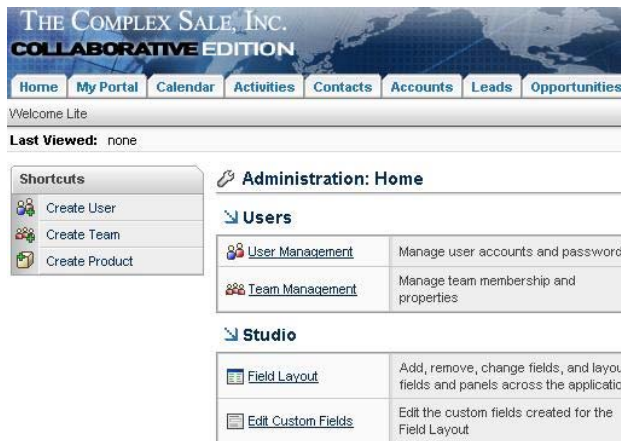 THE COMPLEX SALE, INC.
COLLABORATIVE EDITION
Home My Portal Calendar Activities Contacts Accounts Leads Opportunities
Welcome Lite
Last Viewed: none
Shortcuts
Create User
Create Team
Create Product
Administration: Home
Users
User Management Manage user accounts and password
Team Management Manage team membership and
properties
Studio
Field Layout Add, remove, change fields, and layou
fields and panels across the applicatio
Edit Custom Fields Edit the custom fields created for the
Field Layout